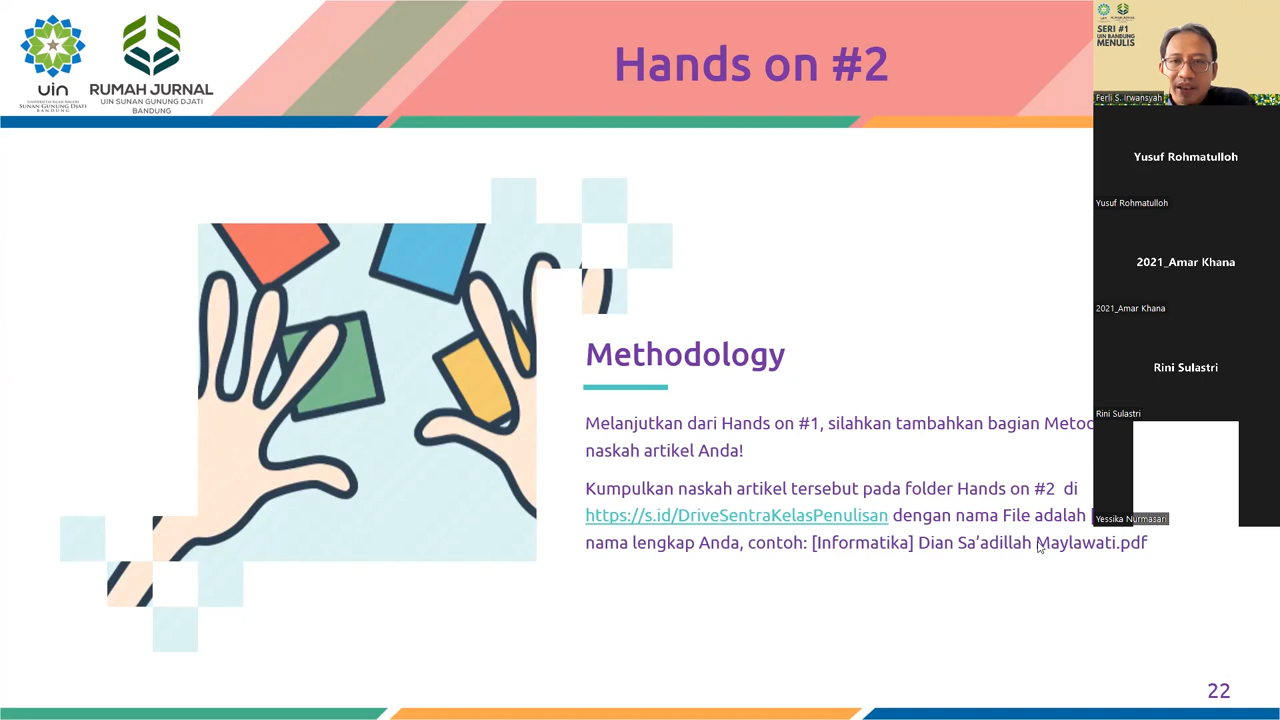 uin
UNIVERSITAS ISLAM NEGERI
SUNAN GUNUNG DJATI
BANDUNG
RUMAH JURNAL
UIN SUNAN GUNUNG DJATI
BANDUNG
Hands on #2
SERI #1
UIN BANDUNG
MENULIS
Ferli S. Irwansyah
Yusuf Rohmatulloh
Yusuf Rohmatulloh
2021_Amar Khana
2021_Amar Khana
Rini Sulastri
Rini Sulastri
Yessika Nurmasari
Methodology
Melanjutkan dari Hands on #1, silahkan tambahkan bagian
naskah artikel Anda!
Kumpulkan naskah artikel tersebut pada folder Hands on #2 di
https://s.id/DriveSentraKelasPenulisan dengan nama File adalah
nama lengkap Anda, contoh: [Informatika] Dian Sa'adillah Maylawati.pdf
22